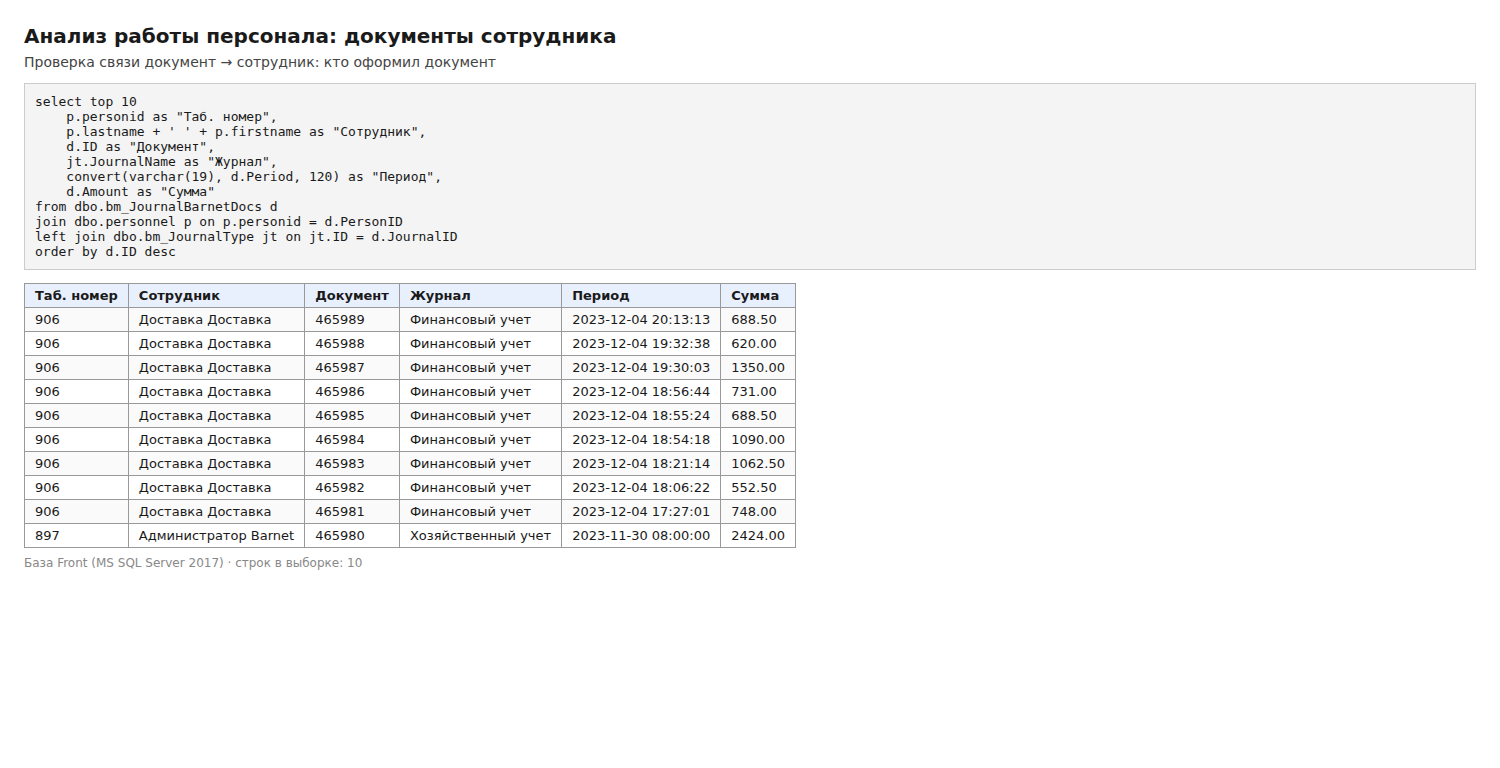 Анализ работы персонала: документы сотрудника
Проверка связи документ → сотрудник: кто оформил документ
select top 10
    p.personid as "Таб. номер",
    p.lastname + ' ' + p.firstname as "Сотрудник",
    d.ID as "Документ",
    jt.JournalName as "Журнал",
    convert(varchar(19), d.Period, 120) as "Период",
    d.Amount as "Сумма"
from dbo.bm_JournalBarnetDocs d
join dbo.personnel p on p.personid = d.PersonID
left join dbo.bm_JournalType jt on jt.ID = d.JournalID
order by d.ID desc
Таб. номер Сотрудник Документ Журнал Период Сумма
906 Доставка Доставка 465989 Финансовый учет 2023-12-04 20:13:13 688.50
906 Доставка Доставка 465988 Финансовый учет 2023-12-04 19:32:38 620.00
906 Доставка Доставка 465987 Финансовый учет 2023-12-04 19:30:03 1350.00
906 Доставка Доставка 465986 Финансовый учет 2023-12-04 18:56:44 731.00
906 Доставка Доставка 465985 Финансовый учет 2023-12-04 18:55:24 688.50
906 Доставка Доставка 465984 Финансовый учет 2023-12-04 18:54:18 1090.00
906 Доставка Доставка 465983 Финансовый учет 2023-12-04 18:21:14 1062.50
906 Доставка Доставка 465982 Финансовый учет 2023-12-04 18:06:22 552.50
906 Доставка Доставка 465981 Финансовый учет 2023-12-04 17:27:01 748.00
897 Администратор Barnet 465980 Хозяйственный учет 2023-11-30 08:00:00 2424.00
База Front (MS SQL Server 2017) · строк в выборке: 10